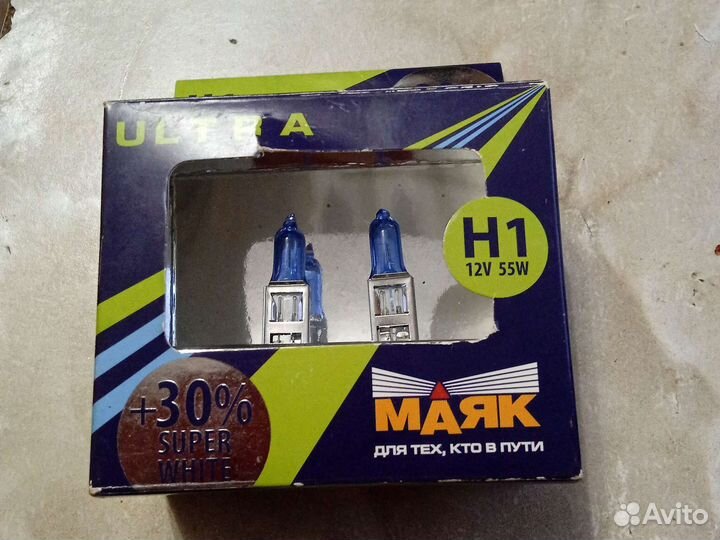 ULTRA
H1
12V 55W
+30%
SUPER
WHITE
МАЯК
ДЛЯ ТЕХ, КТО В ПУТИ
Avito